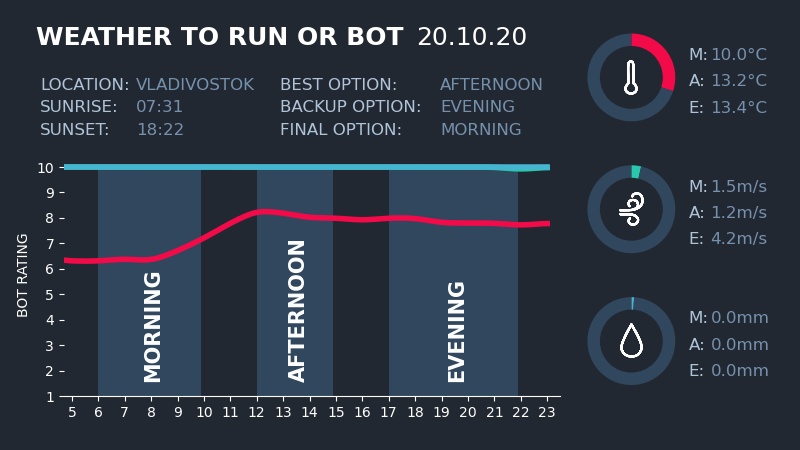 WEATHER TO RUN OR BOT 20.10.20
LOCATION: VLADIVOSTOK
SUNRISE: 07:31
SUNSET: 18:22
BEST OPTION: AFTERNOON
BACKUP OPTION: EVENING
FINAL OPTION: MORNING
M: 10.0°C
A: 13.2°C
E: 13.4°C
M: 1.5m/s
A: 1.2m/s
E: 4.2m/s
M: 0.0mm
A: 0.0mm
E: 0.0mm
BOT RATING
10
9
8
7
6
5
4
3
2
1
MORNING
AFTERNOON
EVENING
5 6 7 8 9 10 11 12 13 14 15 16 17 18 19 20 21 22 23